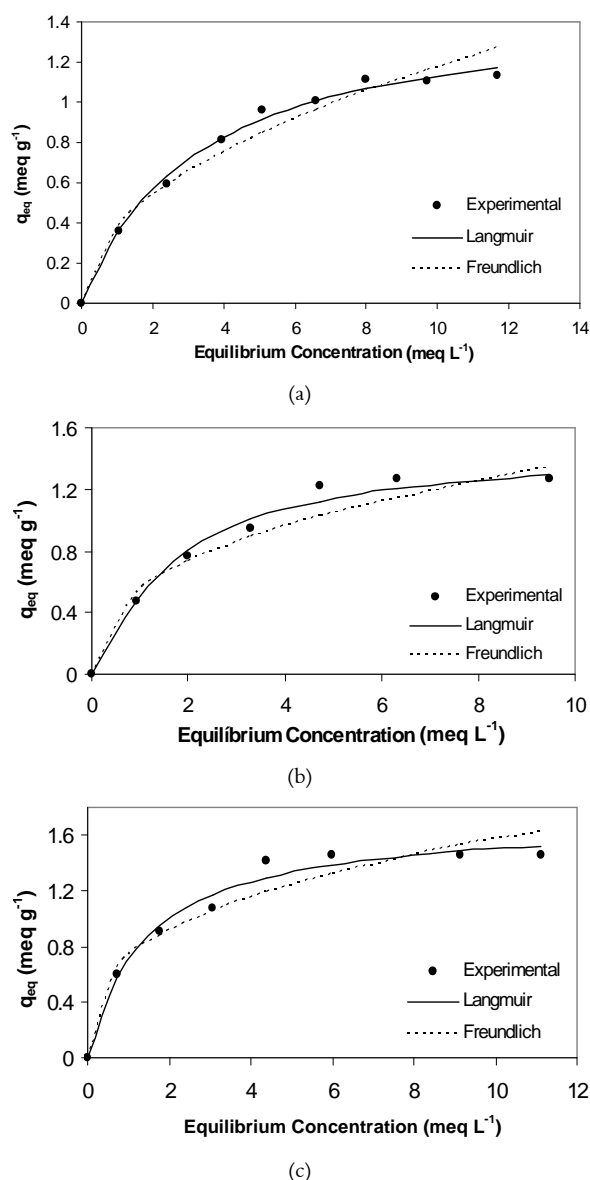 1.4
1.2
1
0.8
0.6
0.4
0.2
0
q_eq (meq g⁻¹)
Experimental
Langmuir
Freundlich
0 2 4 6 8 10 12 14
Equilibrium Concentration (meq L⁻¹)
(a)
1.6
1.2
0.8
0.4
0
q_eq (meq g⁻¹)
Experimental
Langmuir
Freundlich
0 2 4 6 8 10
Equilíbrium Concentration (meq L⁻¹)
(b)
1.6
1.2
0.8
0.4
0
q_eq (meq g⁻¹)
Experimental
Langmuir
Freundlich
0 2 4 6 8 10 12
Equilibrium Concentration (meq L⁻¹)
(c)